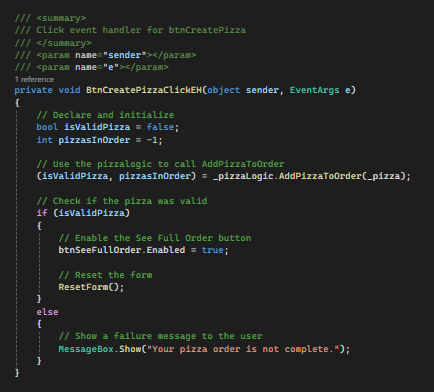 /// <summary>
/// Click event handler for btnCreatePizza
/// </summary>
/// <param name="sender"></param>
/// <param name="e"></param>
1 reference
private void BtnCreatePizzaClickEH(object sender, EventArgs e)
{
// Declare and initialize
bool isValidPizza = false;
int pizzasInOrder = -1;
// Use the pizzalogic to call AddPizzaToOrder
(isValidPizza, pizzasInOrder) = _pizzaLogic.AddPizzaToOrder(_pizza);
// Check if the pizza was valid
if (isValidPizza)
{
// Enable the See Full Order button
btnSeeFullOrder.Enabled = true;
// Reset the form
ResetForm();
}
else
{
// Show a failure message to the user
MessageBox.Show("Your pizza order is not complete.");
}
}